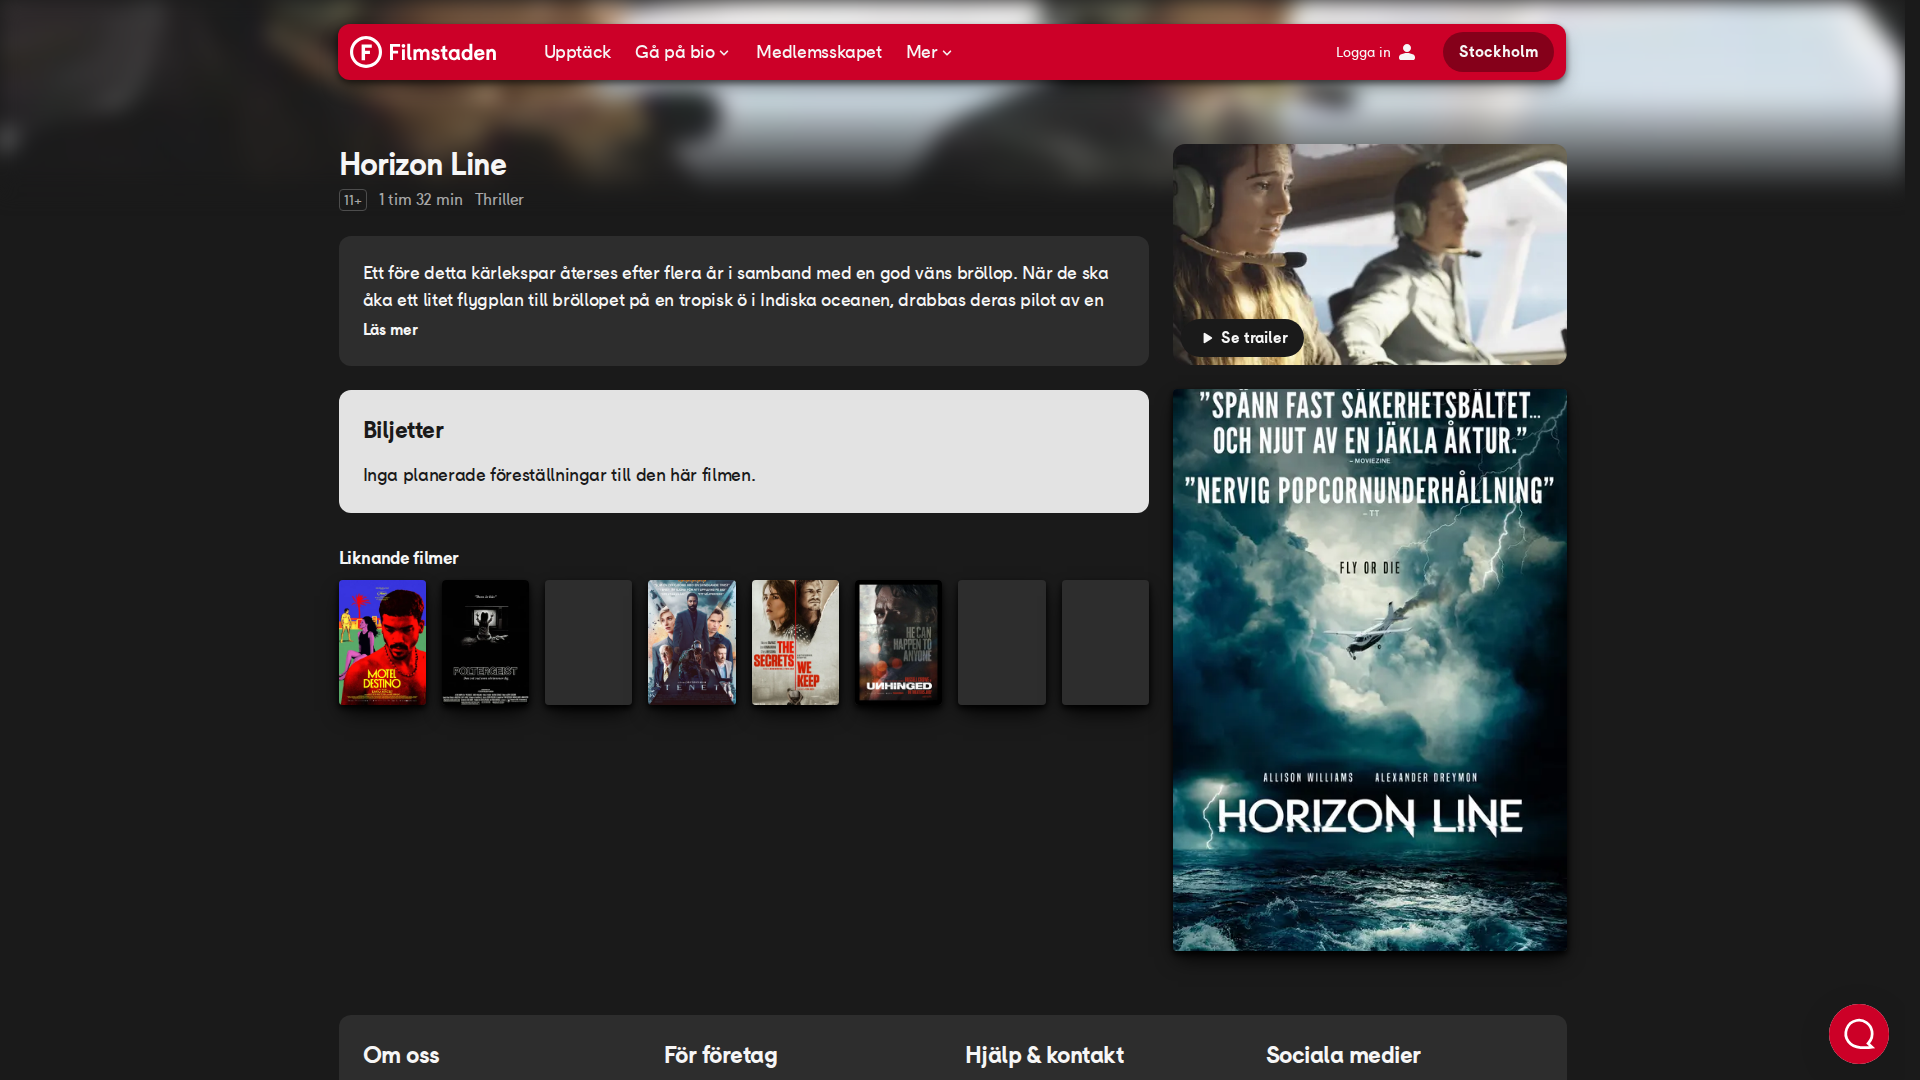 Filmstaden
Upptäck
Gå på bio
Medlemsskapet
Mer
Logga in
Stockholm
Horizon Line
11+
1 tim 32 min
Thriller
Ett före detta kärlekspar återses efter flera år i samband med en god väns bröllop. När de ska
åka ett litet flygplan till bröllopet på en tropisk ö i Indiska oceanen, drabbas deras pilot av en
Läs mer
Se trailer
Biljetter
Inga planerade föreställningar till den här filmen.
"SPÄNN FAST SÄKERHETSBÄLTET...
OCH NJUT AV EN JÄKLA ÅKTUR."
– MOVIEZINE
"NERVIG POPCORNUNDERHÅLLNING"
– TT
FLY OR DIE
ALLISON WILLIAMS ALEXANDER DREYMON
HORIZON LINE
Liknande filmer
MOTEL
DESTINO
POLTERGEIST
TENET
THE
SECRETS
WE
KEEP
HE CAN
HAPPEN TO
ANYONE
UNHINGED
Om oss
För företag
Hjälp & kontakt
Sociala medier